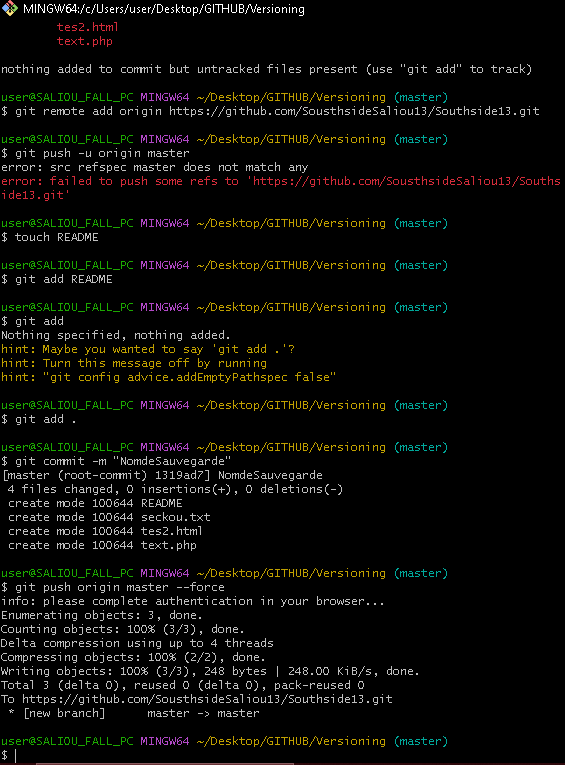 MINGW64:/c/Users/user/Desktop/GITHUB/Versioning
tes2.html
text.php
nothing added to commit but untracked files present (use "git add" to track)
user@SALIOU_FALL_PC MINGW64 ~/Desktop/GITHUB/Versioning (master)
$ git remote add origin https://github.com/SousthsideSaliou13/Southside13.git
user@SALIOU_FALL_PC MINGW64 ~/Desktop/GITHUB/Versioning (master)
$ git push -u origin master
error: src refspec master does not match any
error: failed to push some refs to 'https://github.com/SousthsideSaliou13/Souths
ide13.git'
user@SALIOU_FALL_PC MINGW64 ~/Desktop/GITHUB/Versioning (master)
$ touch README
user@SALIOU_FALL_PC MINGW64 ~/Desktop/GITHUB/Versioning (master)
$ git add README
user@SALIOU_FALL_PC MINGW64 ~/Desktop/GITHUB/Versioning (master)
$ git add
Nothing specified, nothing added.
hint: Maybe you wanted to say 'git add .'?
hint: Turn this message off by running
hint: "git config advice.addEmptyPathspec false"
user@SALIOU_FALL_PC MINGW64 ~/Desktop/GITHUB/Versioning (master)
$ git add .
user@SALIOU_FALL_PC MINGW64 ~/Desktop/GITHUB/Versioning (master)
$ git commit -m "NomdeSauvegarde"
[master (root-commit) 1319ad7] NomdeSauvegarde
4 files changed, 0 insertions(+), 0 deletions(-)
create mode 100644 README
create mode 100644 seckou.txt
create mode 100644 tes2.html
create mode 100644 text.php
user@SALIOU_FALL_PC MINGW64 ~/Desktop/GITHUB/Versioning (master)
$ git push origin master --force
info: please complete authentication in your browser...
Enumerating objects: 3, done.
Counting objects: 100% (3/3), done.
Delta compression using up to 4 threads
Compressing objects: 100% (2/2), done.
Writing objects: 100% (3/3), 248 bytes | 248.00 KiB/s, done.
Total 3 (delta 0), reused 0 (delta 0), pack-reused 0
To https://github.com/SousthsideSaliou13/Southside13.git
* [new branch] master -> master
user@SALIOU_FALL_PC MINGW64 ~/Desktop/GITHUB/Versioning (master)
$